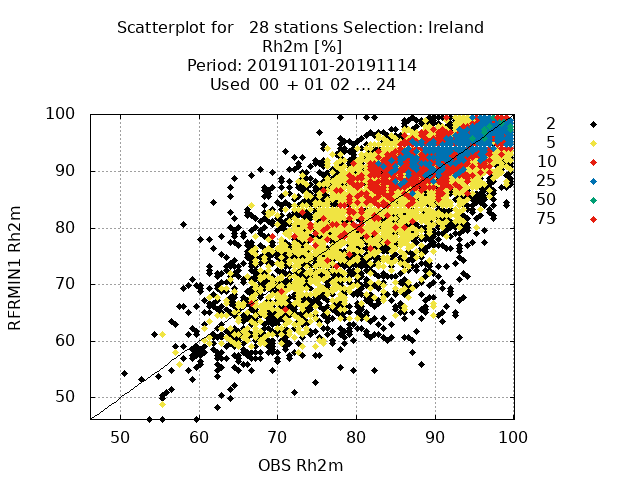 Scatterplot for   28 stations Selection: Ireland
Rh2m [%]
Period: 20191101-20191114
Used  00 + 01 02 ... 24
RFRMIN1 Rh2m
100
90
80
70
60
50
50 60 70 80 90 100
OBS Rh2m
2
5
10
25
50
75